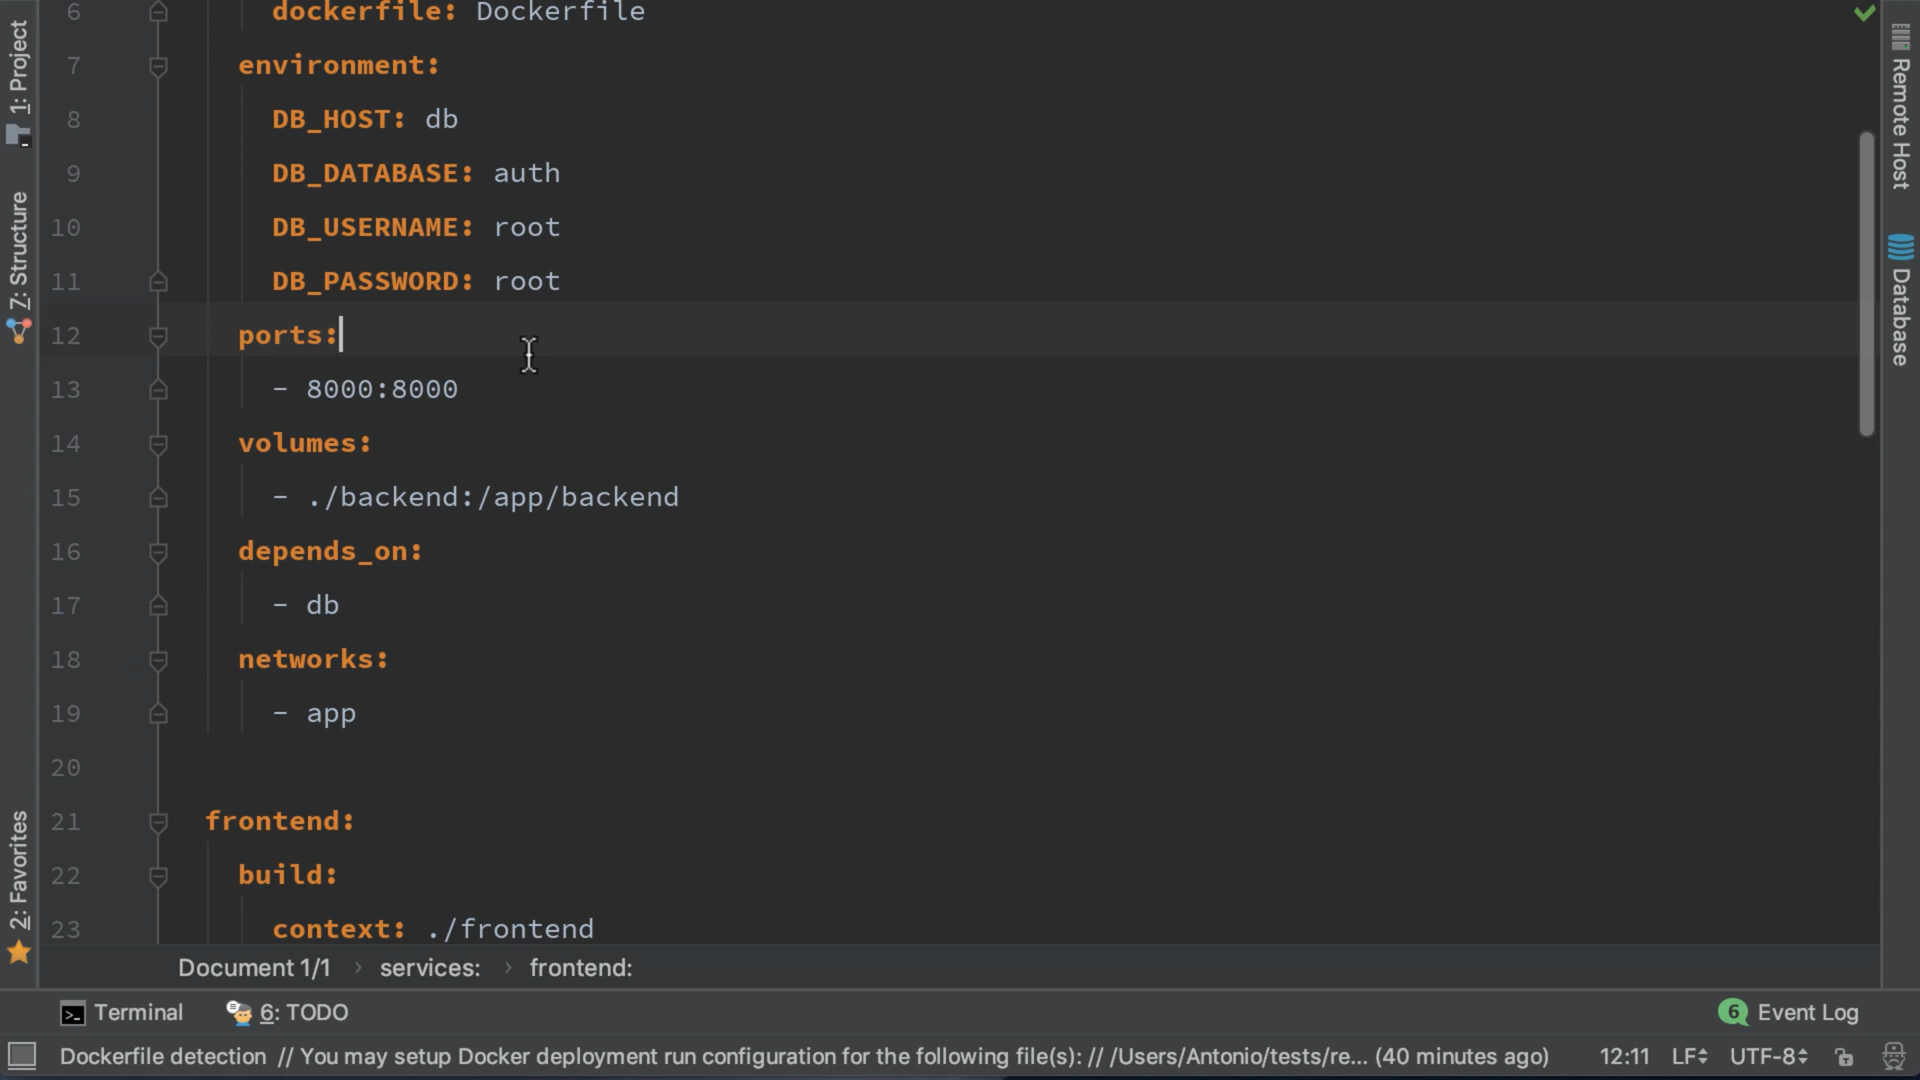 6 dockerfile: Dockerfile
7 environment:
8 DB_HOST: db
9 DB_DATABASE: auth
10 DB_USERNAME: root
11 DB_PASSWORD: root
12 ports:
13 - 8000:8000
14 volumes:
15 - ./backend:/app/backend
16 depends_on:
17 - db
18 networks:
19 - app
20
21 frontend:
22 build:
23 context: ./frontend
1: Project
7: Structure
2: Favorites
Remote Host
Database
Document 1/1 › services: › frontend:
Terminal 6: TODO 6 Event Log
Dockerfile detection // You may setup Docker deployment run configuration for the following file(s): // /Users/Antonio/tests/re... (40 minutes ago) 12:11 LF UTF-8